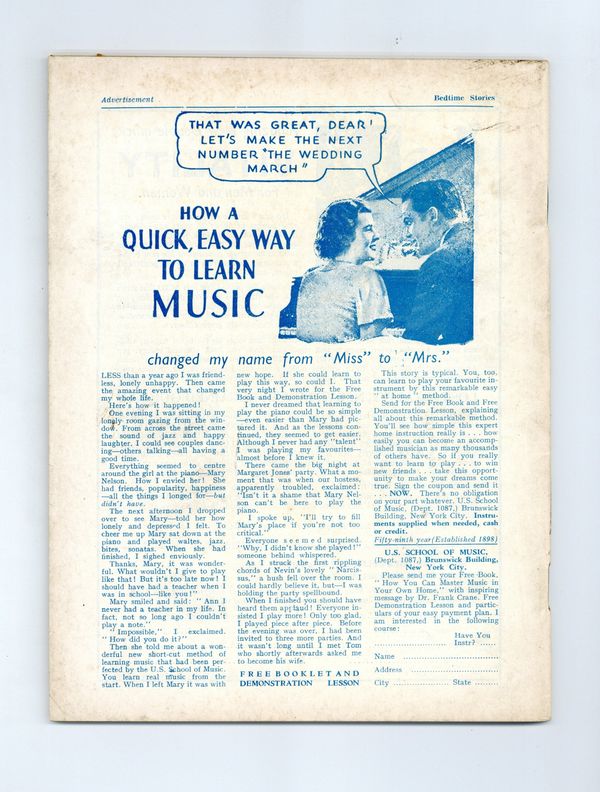 Advertisement
Bedtime Stories
THAT WAS GREAT, DEAR!
LET'S MAKE THE NEXT
NUMBER "THE WEDDING
MARCH"
HOW A
QUICK, EASY WAY
TO LEARN
MUSIC
changed my name from "Miss" to "Mrs."
LESS than a year ago I was friend-
less, lonely unhappy. Then came
the amazing event that changed
my whole life.
Here's how it happened!
One evening I was sitting in my
lonely room gazing from the win-
dow. From across the street came
the sound of jazz and happy
laughter. I could see couples danc-
ing—others talking—all having a
good time.
Everything seemed to centre
around the girl at the piano—Mary
Nelson. How I envied her! She
had friends, popularity, happiness
—all the things I longed for—but
didn't have.
The next afternoon I dropped
over to see Mary—told her how
lonely and depressed I felt. To
cheer me up Mary sat down at the
piano and played waltes, jazz,
bites, sonatas. When she had
finished, I sighed enviously.
Thanks, Mary, it was wonder-
ful. What wouldn't I give to play
like that! But it's too late now! I
should have had a teacher when I
was in school—like you!"
Mary smiled and said: "Ann I
never had a teacher in my life. In
fact, not so long ago I couldn't
play a note."
"Impossible," I exclaimed.
"How did you do it?"
Then she told me about a won-
derful new short-cut method of
learning music that had been per-
fected by the U.S. School of Music.
You learn real music from the
start. When I left Mary it was with
new hope. If she could learn to
play this way, so could I. That
very night I wrote for the Free
Book and Demonstration Lesson.
I never dreamed that learning to
play the piano could be so simple
—even easier than Mary had pic-
tured it. And as the lessons con-
tinued, they seemed to get easier.
Although I never had any "talent"
I was playing my favourites—
almost before I knew it.
There came the big night at
Margaret Jones' party. What a mo-
ment that was when our hostess,
apparently troubled, exclaimed:
"Isn't it a shame that Mary Nel-
son can't be here to play the
piano.
I spoke up, "I'll try to fill
Mary's place if you're not too
critical."
Everyone seemed surprised.
"Why, I didn't know she played!"
someone behind whispered.
As I struck the first rippling
chords of Nevin's lovely "Narcis-
sus," a hush fell over the room. I
could hardly believe it, but—I was
holding the party spellbound.
When I finished you should have
heard them applaud! Everyone in-
sisted I play more! Only too glad,
I played piece after piece. Before
the evening was over, I had been
invited to three more parties. And
it wasn't long until I met Tom
who shortly afterwards asked me
to become his wife.
FREE BOOKLET AND
DEMONSTRATION LESSON
This story is typical. You, too,
can learn to play your favourite in-
strument by this remarkable easy
"at home" method.
Send for the Free Book and Free
Demonstration Lesson, explaining
all about this remarkable method.
You'll see how simple this expert
home instruction really is . . . how
easily you can become an accomp-
lished musician as many thousands
of others have. So if you really
want to learn to play . . . to win
new friends . . . take this oppor-
tunity to make your dreams come
true. Sign the coupon and send it
. . . NOW. There's no obligation
on your part whatever. U.S. School
of Music, (Dept. 1087,) Brunswick
Building, New York City. Instru-
ments supplied when needed, cash
or credit.
Fifty-ninth year (Established 1898)
U.S. SCHOOL OF MUSIC,
(Dept. 1087,) Brunswick Building,
New York City.
Please send me your Free Book,
"How You Can Master Music in
Your Own Home," with inspiring
message by Dr. Frank Crane, Free
Demonstration Lesson and partic-
ulars of your easy payment plan. I
am interested in the following
course:
Have You
Instr? ......
Name
Address
City State